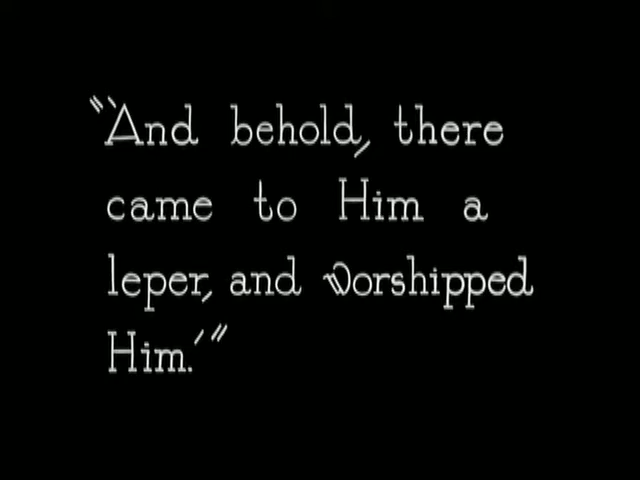 "'And behold, there
came to Him a
leper, and worshipped
Him.'"